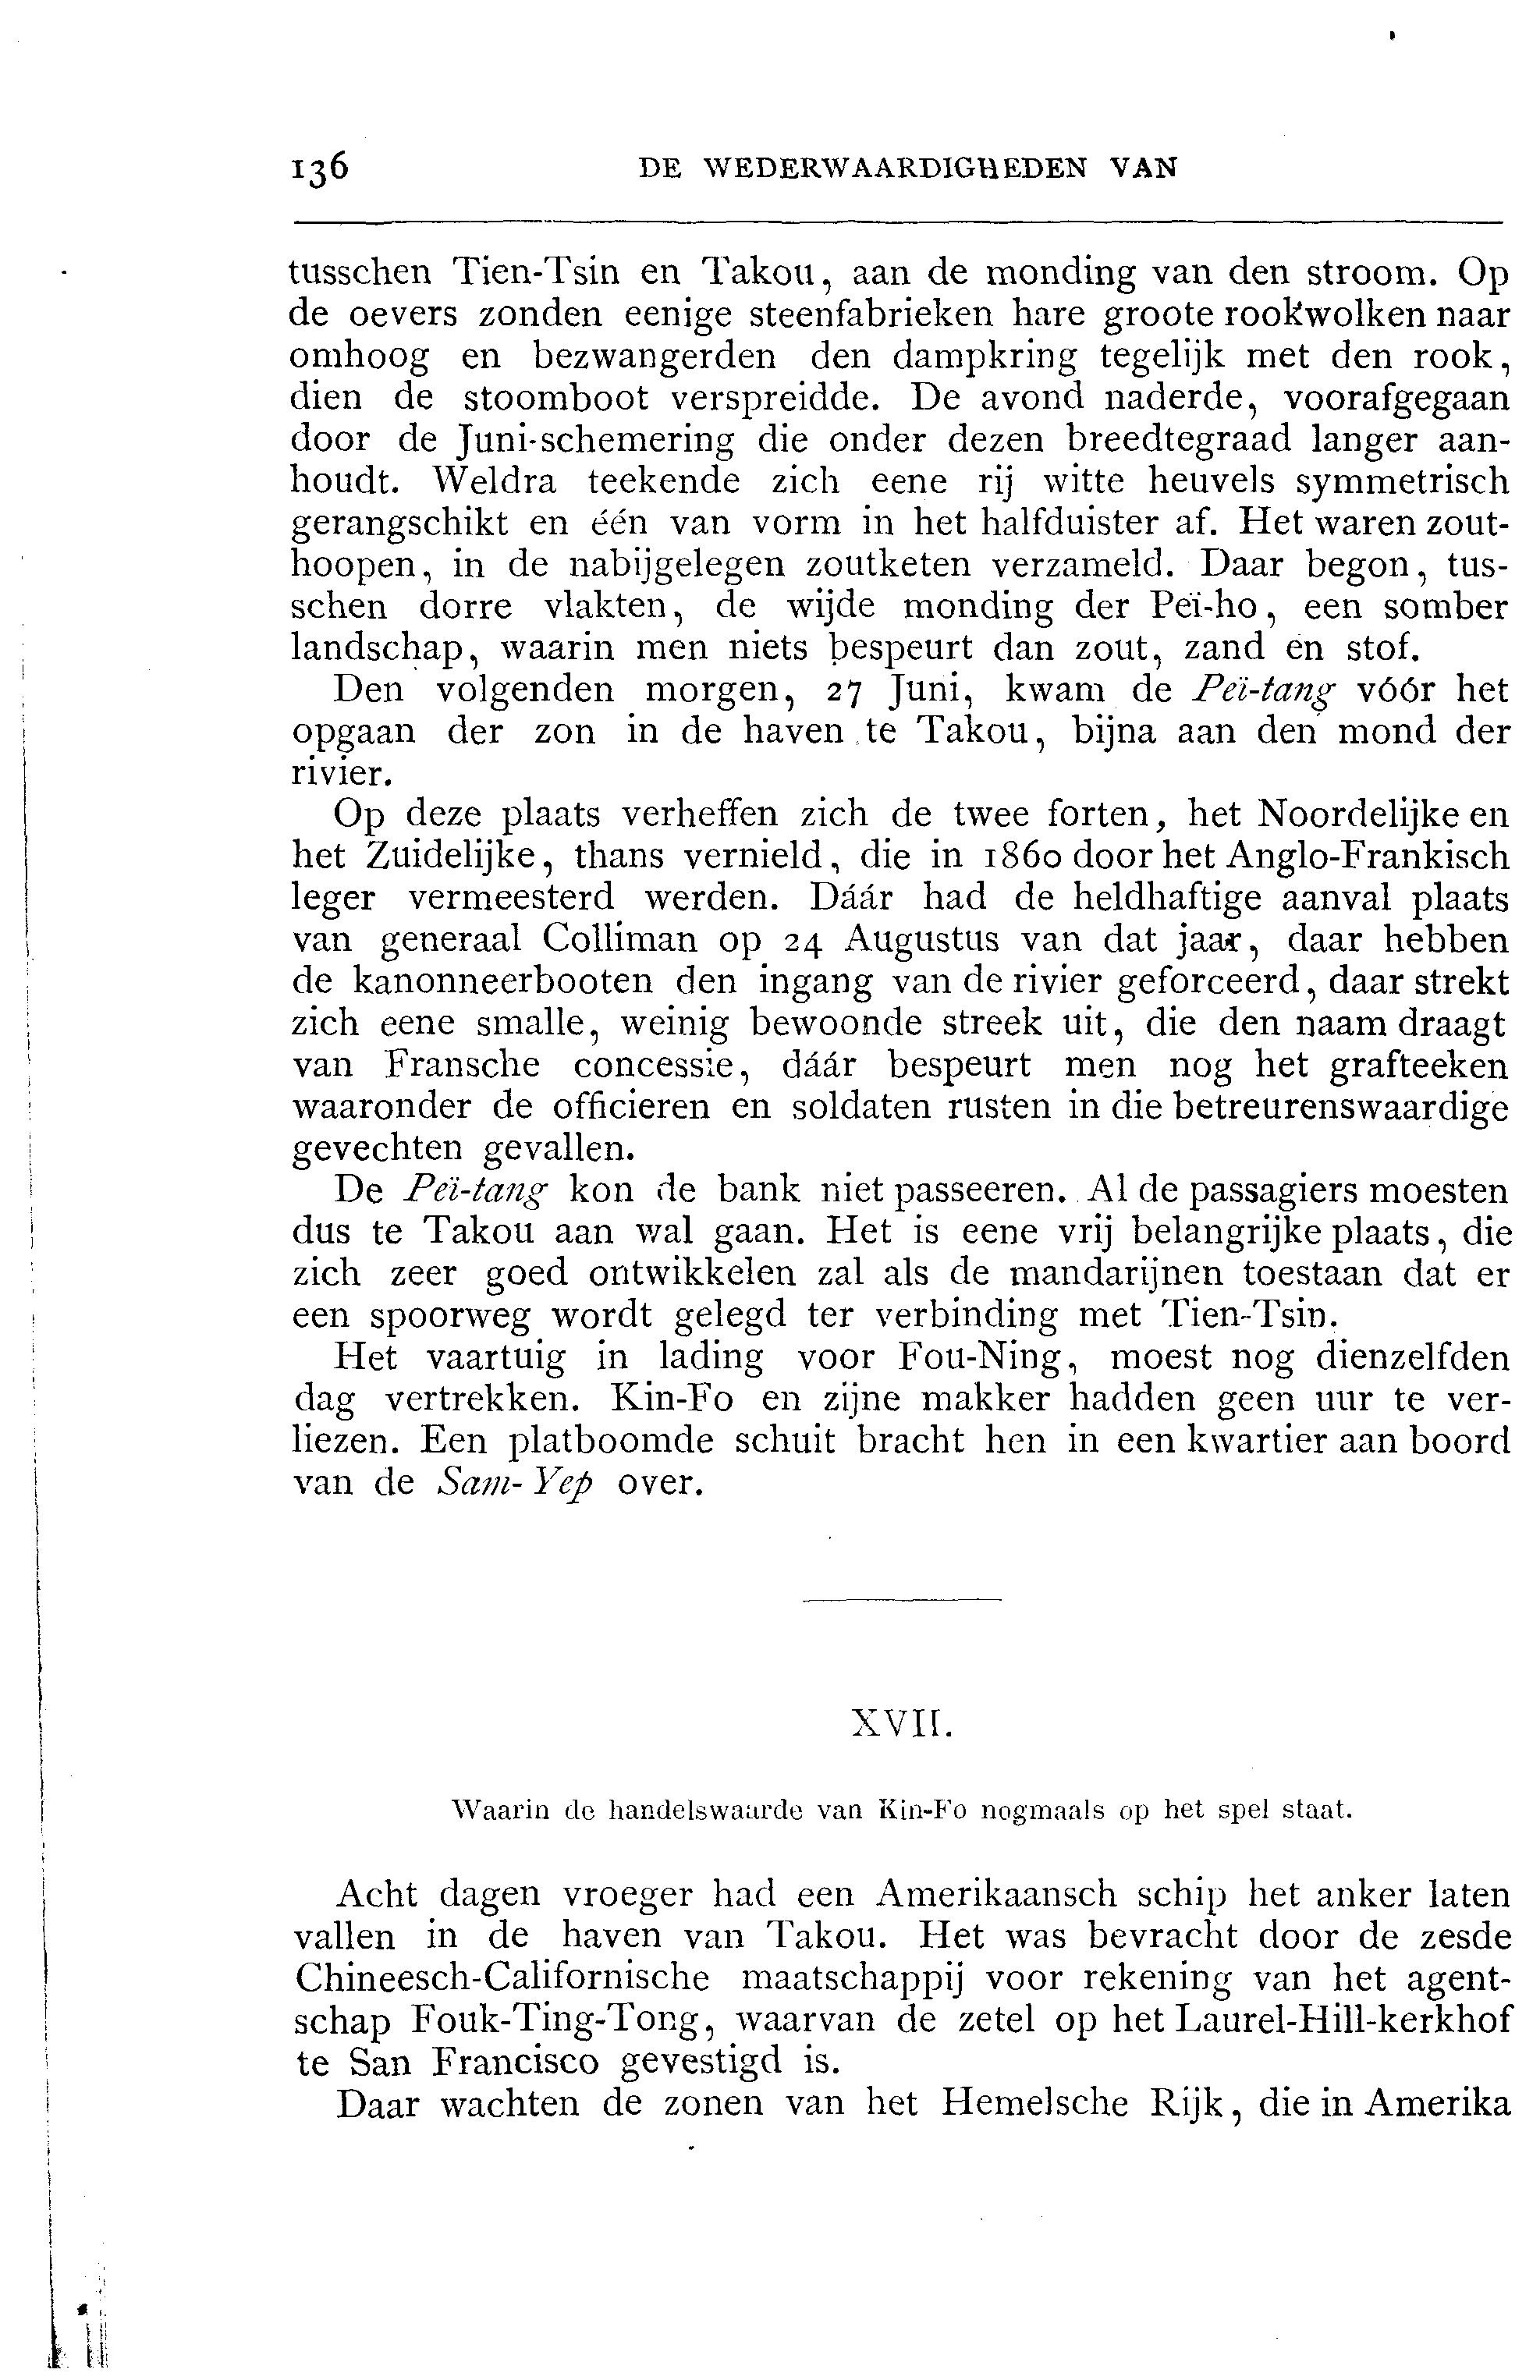 136 DE WEDERWAARDIGHEDEN VAN
tusschen Tien-Tsin en Takou, aan de monding van den stroom. Op
de oevers zonden eenige steenfabrieken hare groote rookwolken naar
omhoog en bezwangerden den dampkring tegelijk met den rook,
dien de stoomboot verspreidde. De avond naderde, voorafgegaan
door de Juni-schemering die onder dezen breedtegraad langer aan-
houdt. Weldra teekende zich eene rij witte heuvels symmetrisch
gerangschikt en één van vorm in het halfduister af. Het waren zout-
hoopen, in de nabijgelegen zoutketen verzameld. Daar begon, tus-
schen dorre vlakten, de wijde monding der Peï-ho, een somber
landschap, waarin men niets bespeurt dan zout, zand en stof.
Den volgenden morgen, 27 Juni, kwam de Peï-tang vóór het
opgaan der zon in de haven te Takou, bijna aan den mond der
rivier.
Op deze plaats verheffen zich de twee forten, het Noordelijke en
het Zuidelijke, thans vernield, die in 1860 door het Anglo-Frankisch
leger vermeesterd werden. Dáár had de heldhaftige aanval plaats
van generaal Colliman op 24 Augustus van dat jaar, daar hebben
de kanonneerbooten den ingang van de rivier geforceerd, daar strekt
zich eene smalle, weinig bewoonde streek uit, die den naam draagt
van Fransche concessie, dáár bespeurt men nog het grafteeken
waaronder de officieren en soldaten rusten in die betreurenswaardige
gevechten gevallen.
De Peï-tang kon de bank niet passeeren. Al de passagiers moesten
dus te Takou aan wal gaan. Het is eene vrij belangrijke plaats, die
zich zeer goed ontwikkelen zal als de mandarijnen toestaan dat er
een spoorweg wordt gelegd ter verbinding met Tien-Tsin.
Het vaartuig in lading voor Fou-Ning, moest nog dienzelfden
dag vertrekken. Kin-Fo en zijne makker hadden geen uur te ver-
liezen. Een platboomde schuit bracht hen in een kwartier aan boord
van de Sam-Yep over.
XVII.
Waarin de handelswaarde van Kin-Fo nogmaals op het spel staat.
Acht dagen vroeger had een Amerikaansch schip het anker laten
vallen in de haven van Takou. Het was bevracht door de zesde
Chineesch-Californische maatschappij voor rekening van het agent-
schap Fouk-Ting-Tong, waarvan de zetel op het Laurel-Hill-kerkhof
te San Francisco gevestigd is.
Daar wachten de zonen van het Hemelsche Rijk, die in Amerika